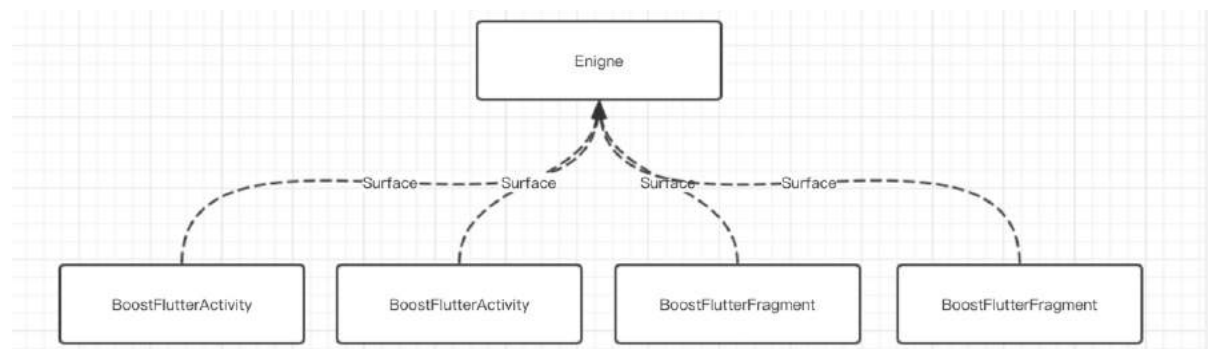 Enigne
Surface Surface Surface Surface
BoostFlutterActivity BoostFlutterActivity BoostFlutterFragment BoostFlutterFragment